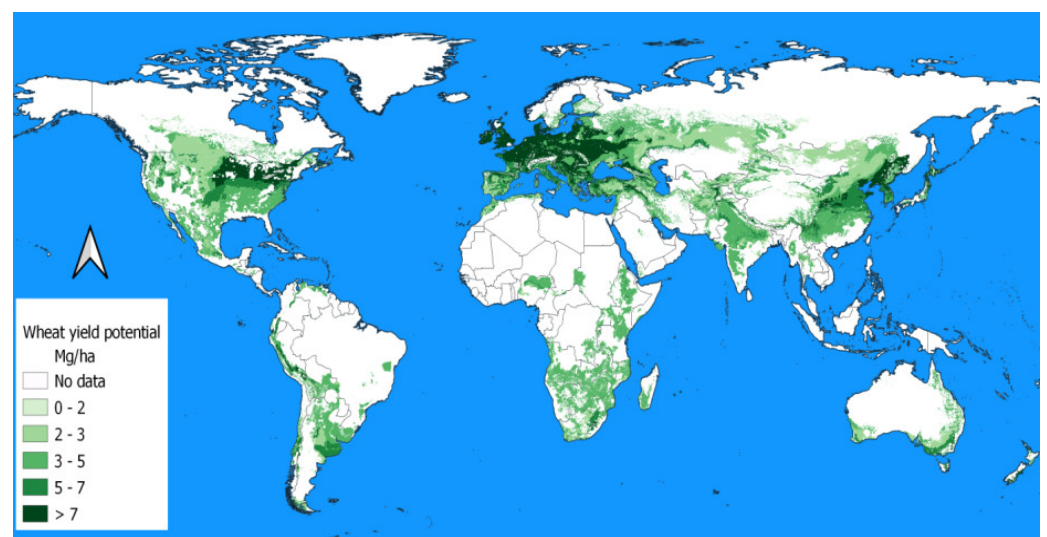 Wheat yield potential
Mg/ha
No data
0 - 2
2 - 3
3 - 5
5 - 7
> 7